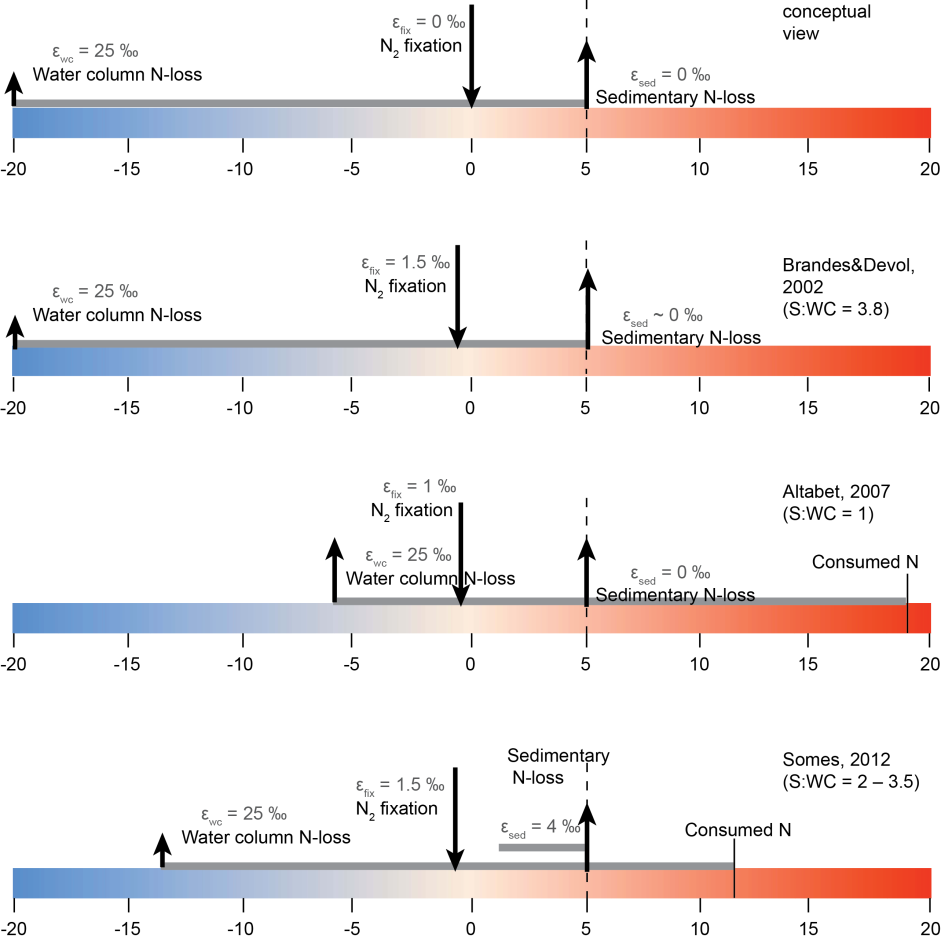 conceptual
view
ε_fix = 0 ‰
N₂ fixation
ε_wc = 25 ‰
Water column N-loss
ε_sed = 0 ‰
Sedimentary N-loss
-20 -15 -10 -5 0 5 10 15 20
Brandes&Devol,
2002
(S:WC = 3.8)
ε_fix = 1.5 ‰
N₂ fixation
ε_wc = 25 ‰
Water column N-loss
ε_sed ~ 0 ‰
Sedimentary N-loss
-20 -15 -10 -5 0 5 10 15 20
Altabet, 2007
(S:WC = 1)
ε_fix = 1 ‰
N₂ fixation
ε_wc = 25 ‰
Water column N-loss
ε_sed = 0 ‰
Sedimentary N-loss
Consumed N
-20 -15 -10 -5 0 5 10 15 20
Somes, 2012
(S:WC = 2 – 3.5)
Sedimentary
N-loss
ε_fix = 1.5 ‰
N₂ fixation
ε_wc = 25 ‰
Water column N-loss
ε_sed = 4 ‰
Consumed N
-20 -15 -10 -5 0 5 10 15 20